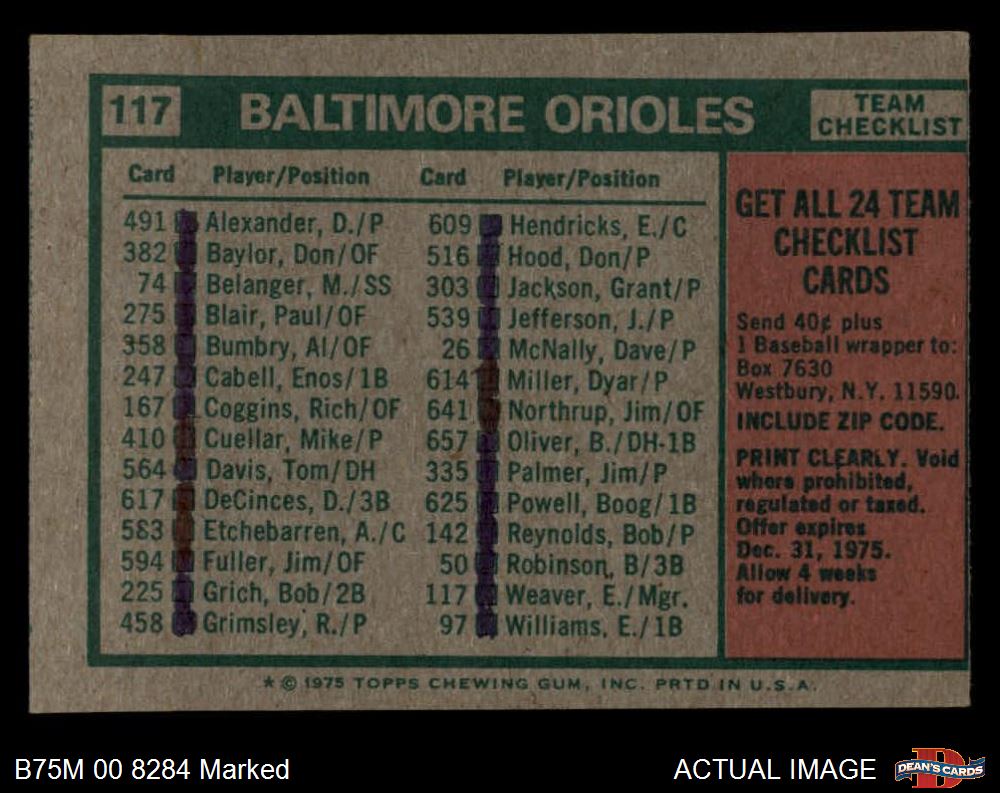 117 BALTIMORE ORIOLES TEAM CHECKLIST
Card Player/Position Card Player/Position
491 Alexander, D./P 609 Hendricks, E./C
382 Baylor, Don/OF 516 Hood, Don/P
74 Belanger, M./SS 303 Jackson, Grant/P
275 Blair, Paul/OF 539 Jefferson, J./P
358 Bumbry, Al/OF 26 McNally, Dave/P
247 Cabell, Enos/1B 614 Miller, Dyar/P
167 Coggins, Rich/OF 641 Northrup, Jim/OF
410 Cuellar, Mike/P 657 Oliver, B./DH-1B
564 Davis, Tom/DH 335 Palmer, Jim/P
617 DeCinces, D./3B 625 Powell, Boog/1B
583 Etchebarren, A./C 142 Reynolds, Bob/P
594 Fuller, Jim/OF 50 Robinson, B/3B
225 Grich, Bob/2B 117 Weaver, E./Mgr.
458 Grimsley, R./P 97 Williams, E./1B
GET ALL 24 TEAM
CHECKLIST
CARDS
Send 40¢ plus
1 Baseball wrapper to:
Box 7630
Westbury, N.Y. 11590.
INCLUDE ZIP CODE.
PRINT CLEARLY. Void
where prohibited,
regulated or taxed.
Offer expires
Dec. 31, 1975.
Allow 4 weeks
for delivery.
* © 1975 TOPPS CHEWING GUM, INC. PRTD IN U.S.A.
B75M 00 8284 Marked ACTUAL IMAGE
DEAN'S CARDS